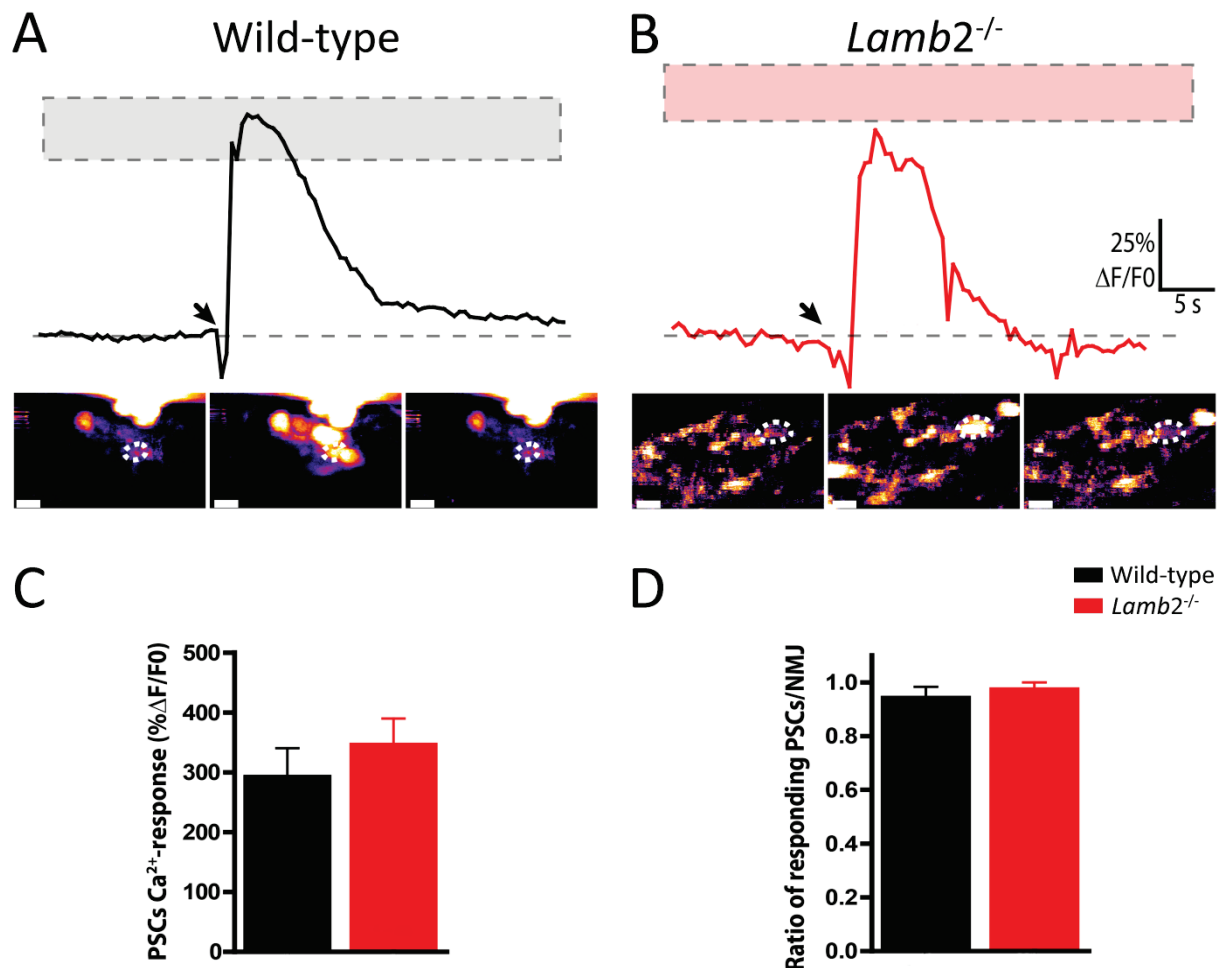 A
Wild-type
B
Lamb2⁻/⁻
25%
ΔF/F0
5 s
C
PSCs Ca²⁺-response (%ΔF/F0)
500
400
300
200
100
0
D
Wild-type
Lamb2⁻/⁻
Ratio of responding PSCs/NMJ
1.0
0.8
0.6
0.4
0.2
0.0